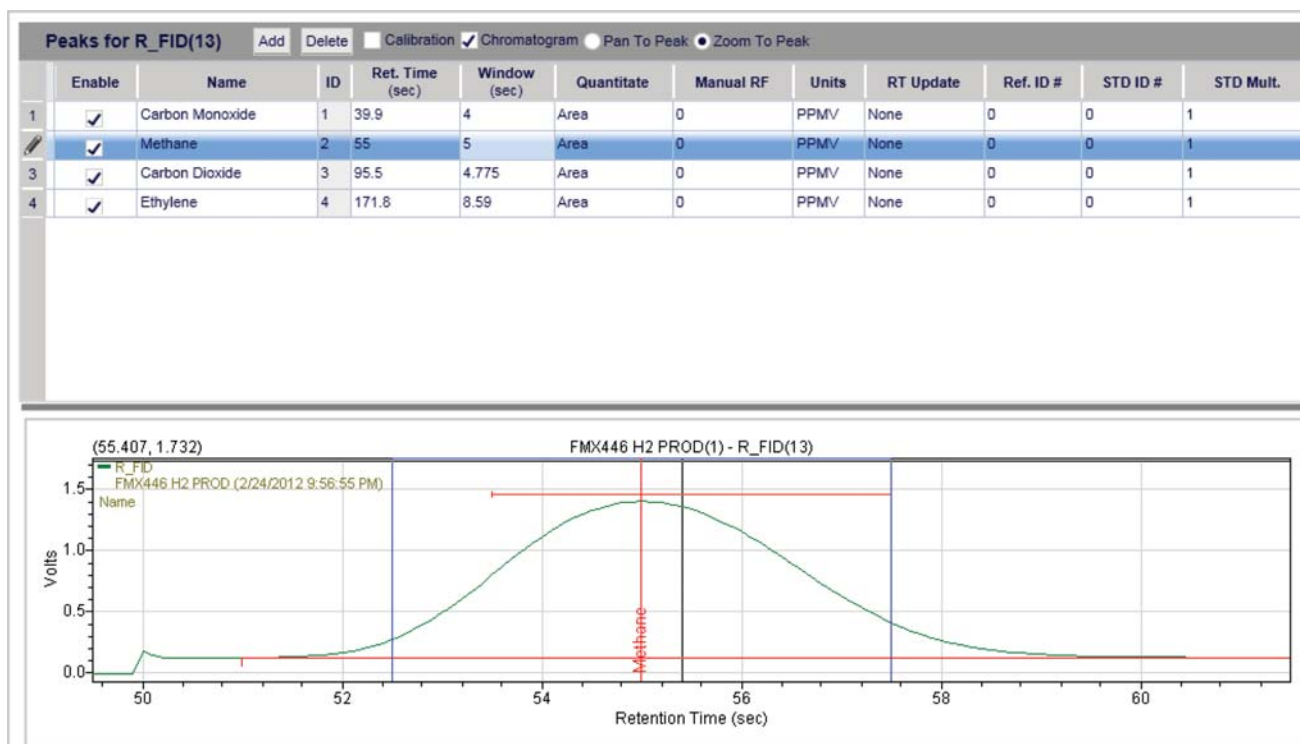 Peaks for R_FID(13) Add Delete Calibration Chromatogram Pan To Peak Zoom To Peak
Enable Name ID Ret. Time (sec) Window (sec) Quantitate Manual RF Units RT Update Ref. ID # STD ID # STD Mult.
1 Carbon Monoxide 1 39.9 4 Area 0 PPMV None 0 0 1
Methane 2 55 5 Area 0 PPMV None 0 0 1
3 Carbon Dioxide 3 95.5 4.775 Area 0 PPMV None 0 0 1
4 Ethylene 4 171.8 8.59 Area 0 PPMV None 0 0 1
(55.407, 1.732) FMX446 H2 PROD(1) - R_FID(13)
R_FID
FMX446 H2 PROD (2/24/2012 9:56:55 PM)
Name
1.5
1.0
0.5
0.0
Volts
Methane
50 52 54 56 58 60
Retention Time (sec)